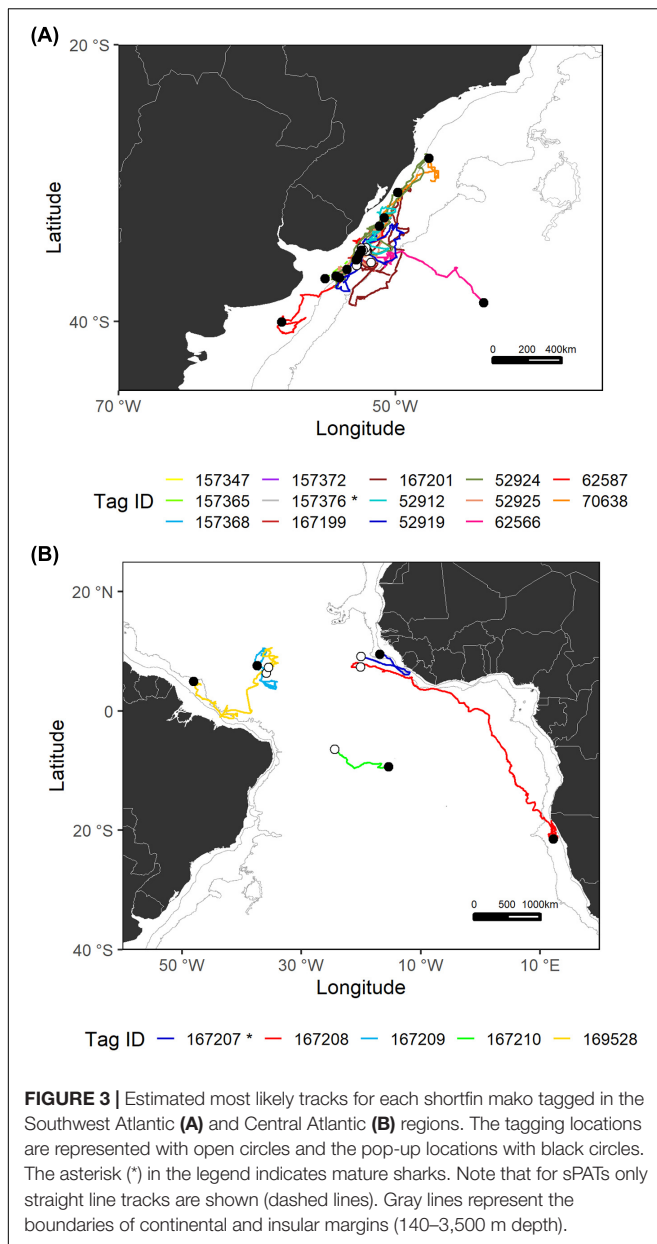 (A)
20 °S
Latitude
40 °S
0 200 400km
70 °W 50 °W
Longitude
Tag ID
157347 157372 167201 52924 62587
157365 157376 * 52912 52925 70638
157368 167199 52919 62566
(B)
20 °N
Latitude
0
20 °S
0 500 1000km
40 °S
50 °W 30 °W 10 °W 10 °E
Longitude
Tag ID 167207 * 167208 167209 167210 169528
FIGURE 3 | Estimated most likely tracks for each shortfin mako tagged in the
Southwest Atlantic (A) and Central Atlantic (B) regions. The tagging locations
are represented with open circles and the pop-up locations with black circles.
The asterisk (*) in the legend indicates mature sharks. Note that for sPATs only
straight line tracks are shown (dashed lines). Gray lines represent the
boundaries of continental and insular margins (140–3,500 m depth).